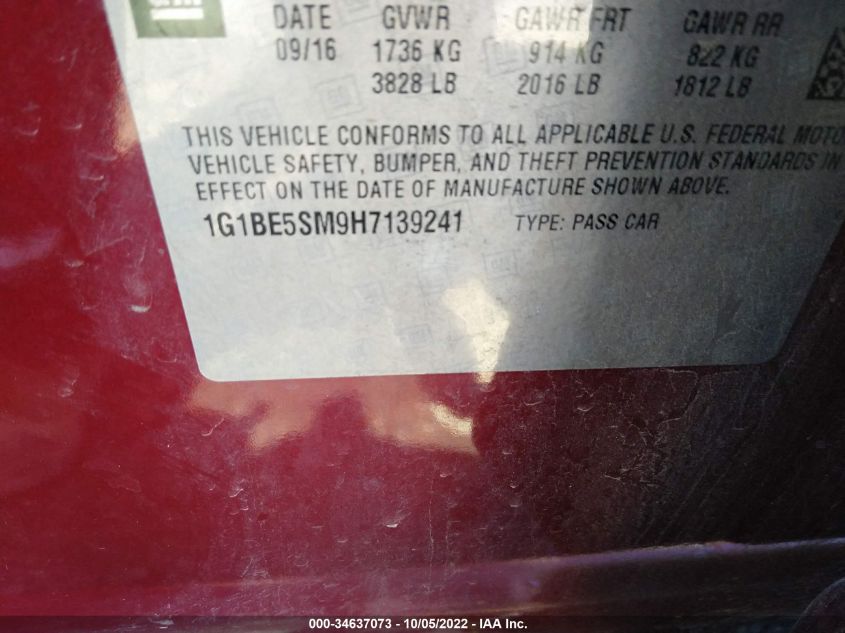 DATE GVWR GAWR FRT GAWR RR
09/16 1736 KG 914 KG 822 KG
3828 LB 2016 LB 1812 LB
THIS VEHICLE CONFORMS TO ALL APPLICABLE U.S. FEDERAL MOTO
VEHICLE SAFETY, BUMPER, AND THEFT PREVENTION STANDARDS IN
EFFECT ON THE DATE OF MANUFACTURE SHOWN ABOVE.
1G1BE5SM9H7139241 TYPE: PASS CAR
000-34637073 - 10/05/2022 - IAA Inc.